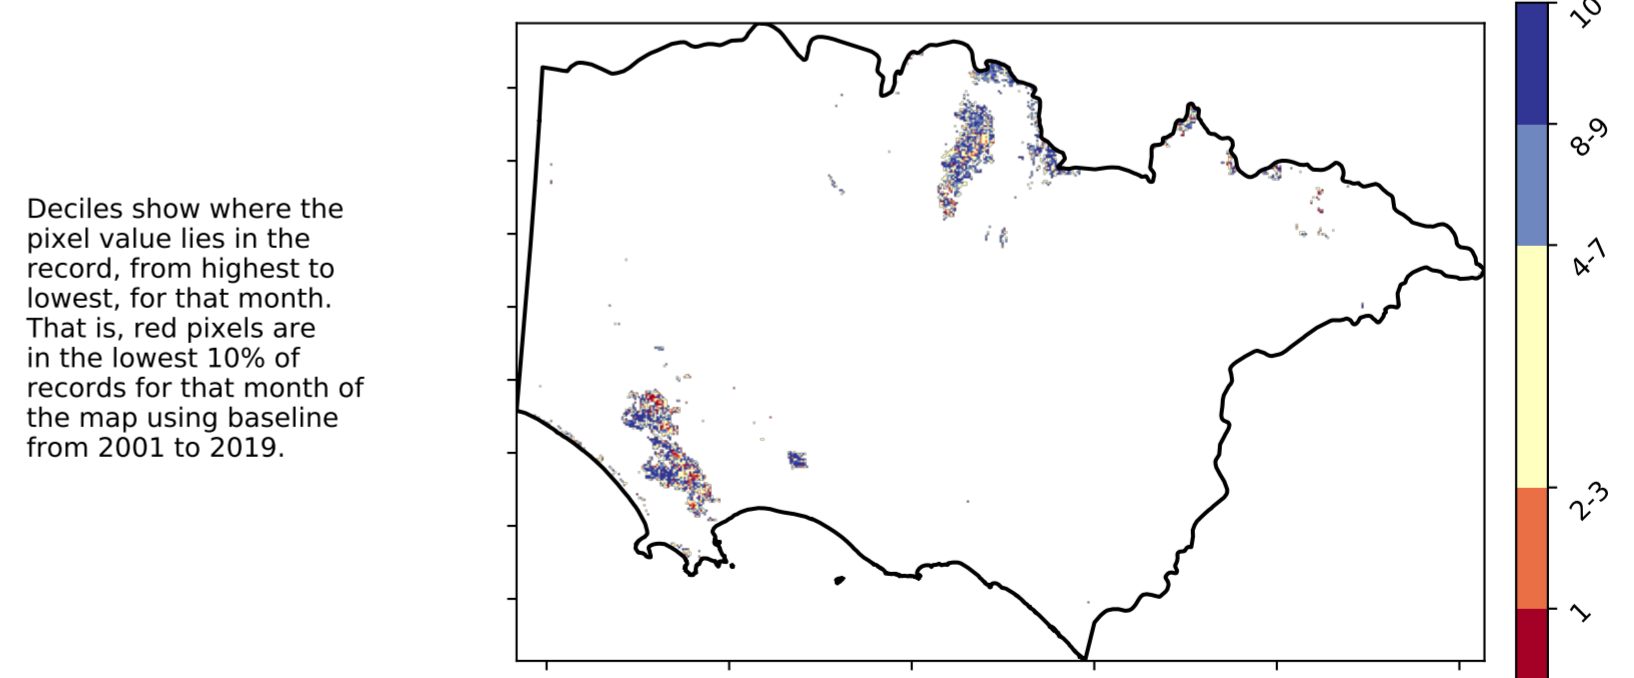 Deciles show where the
pixel value lies in the
record, from highest to
lowest, for that month.
That is, red pixels are
in the lowest 10% of
records for that month of
the map using baseline
from 2001 to 2019.
10
8-9
4-7
2-3
1